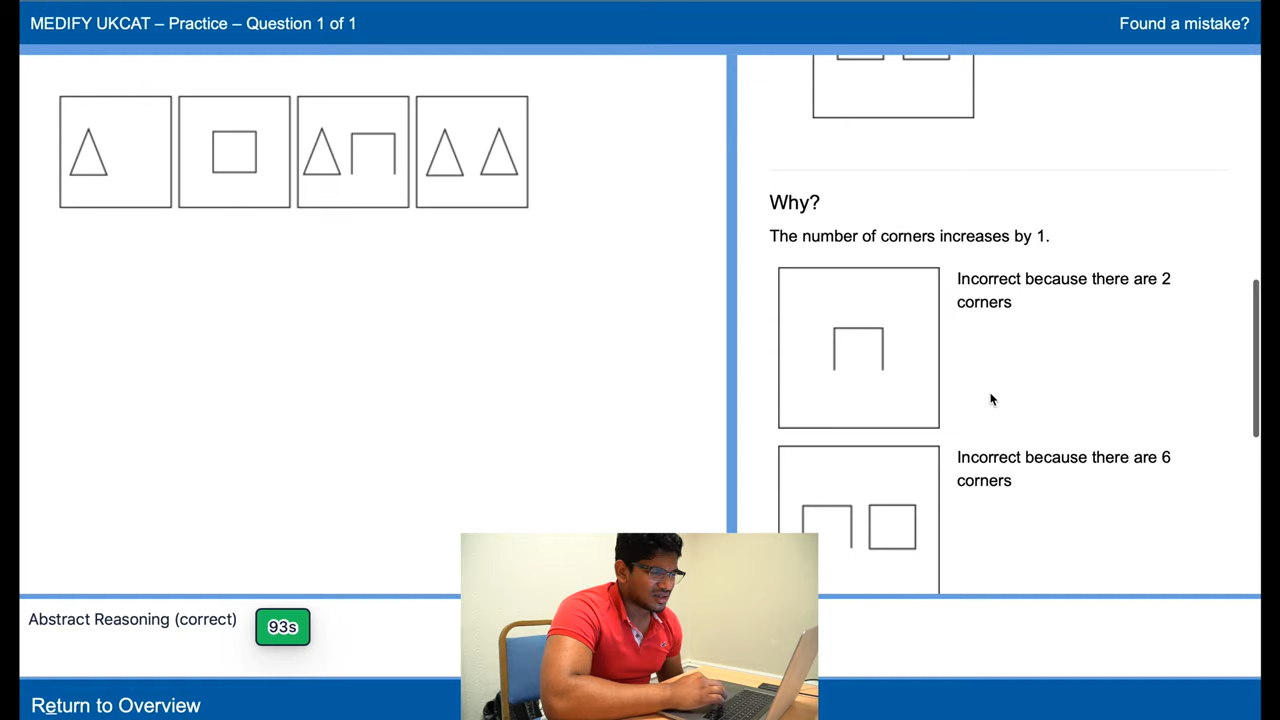 MEDIFY UKCAT – Practice – Question 1 of 1
Found a mistake?
Why?
The number of corners increases by 1.
Incorrect because there are 2
corners
Incorrect because there are 6
corners
Abstract Reasoning (correct)
93s
Return to Overview